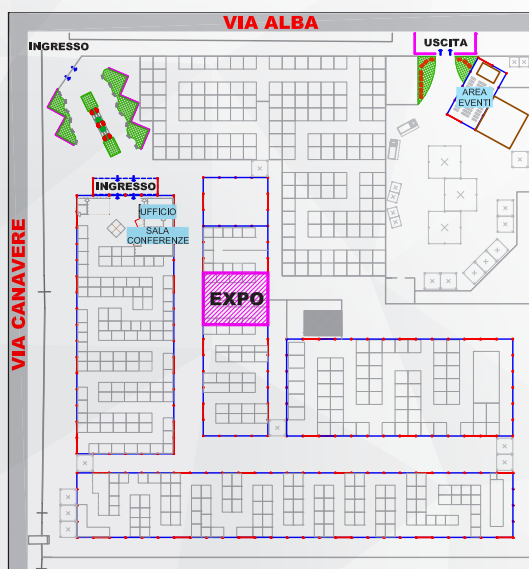 VIA ALBA
INGRESSO
USCITA
AREA
EVENTI
INGRESSO
UFFICIO
SALA
CONFERENZE
VIA CANAVERE
EXPO